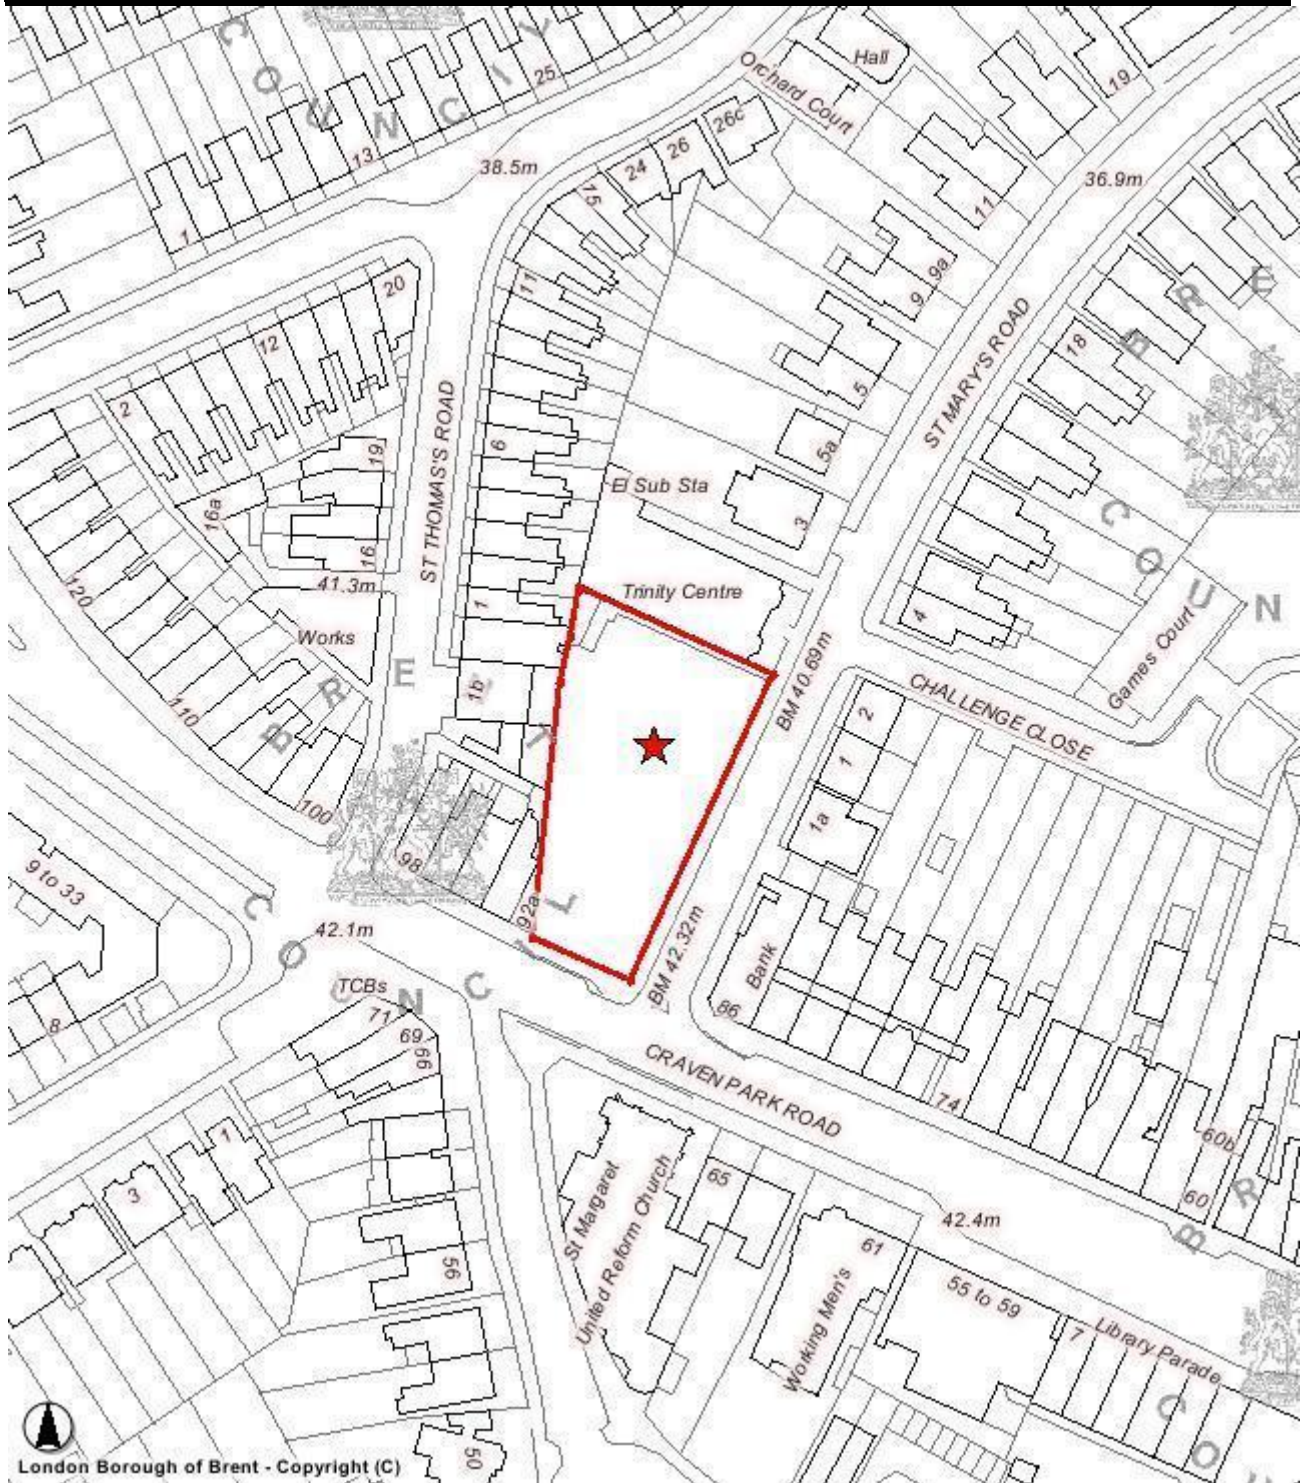 Hall
Orchard Court
19
25
13
1
38.5m
26c
26
24
15
11
36.9m
11
9a
9
20
12
2
ST THOMAS'S ROAD
6
5
5a
3
18
ST MARY'S ROAD
El Sub Sta
19
16a
16
41.3m
120
Works
110
100
1
1b
Trinity Centre
4
Games Court
BM 40.69m
CHALLENGE CLOSE
2
1
1a
98
92a
9 to 33
42.1m
TCBs
BM 42.32m
Bank
86
8
71
69
66
CRAVEN PARK ROAD
74
60b
60
1
3
St Margaret
United Reform Church
65
42.4m
61
Working Men's
55 to 59
7
Library Parade
56
50
BRENT COUNCIL
London Borough of Brent - Copyright (C)